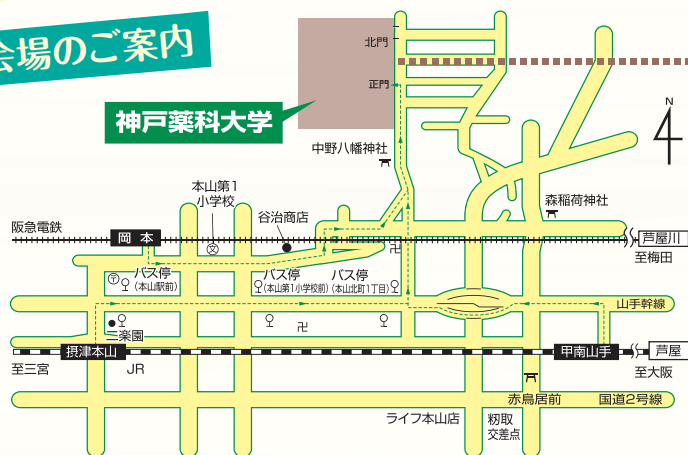 会場のご案内
北門
正門
神戸薬科大学
N
中野八幡神社
本山第1
小学校
谷治商店
森稲荷神社
阪急電鉄
岡本
文
卍
芦屋川
至梅田
〒
バス停
(本山駅前)
バス停
(本山第1小学校前)
バス停
(本山北町1丁目)
山手幹線
二楽園
卍
摂津本山
甲南山手
芦屋
至三宮
JR
至大阪
赤鳥居前
国道2号線
ライフ本山店
籾取
交差点